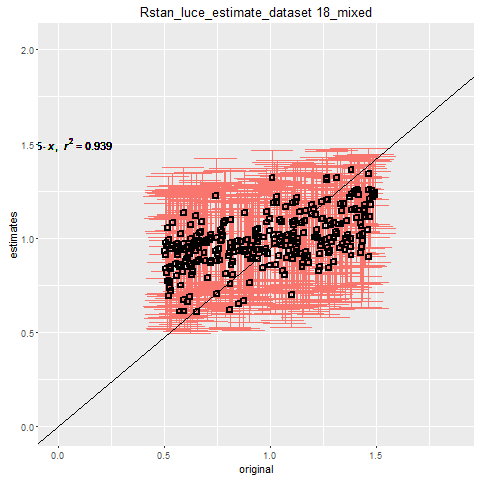 Rstan_luce_estimate_dataset 18_mixed
2.0
5·x, r² = 0.939
1.5
1.0
0.5
0.0
estimates
0.0 0.5 1.0 1.5
original